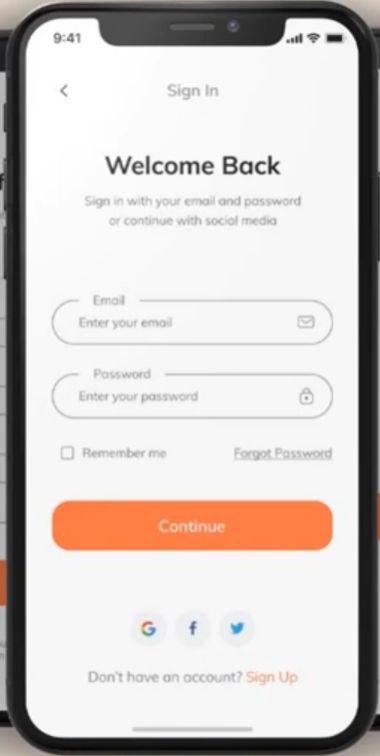 9:41
Sign In
Welcome Back
Sign in with your email and password
or continue with social media
Email
Enter your email
Password
Enter your password
Remember me
Forgot Password
Continue
Don't have an account? Sign Up